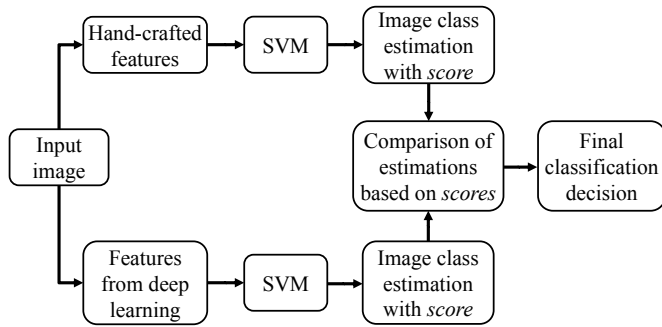 Hand-crafted
features
SVM
Image class
estimation
with score
Input
image
Comparison of
estimations
based on scores
Final
classification
decision
Features
from deep
learning
SVM
Image class
estimation
with score